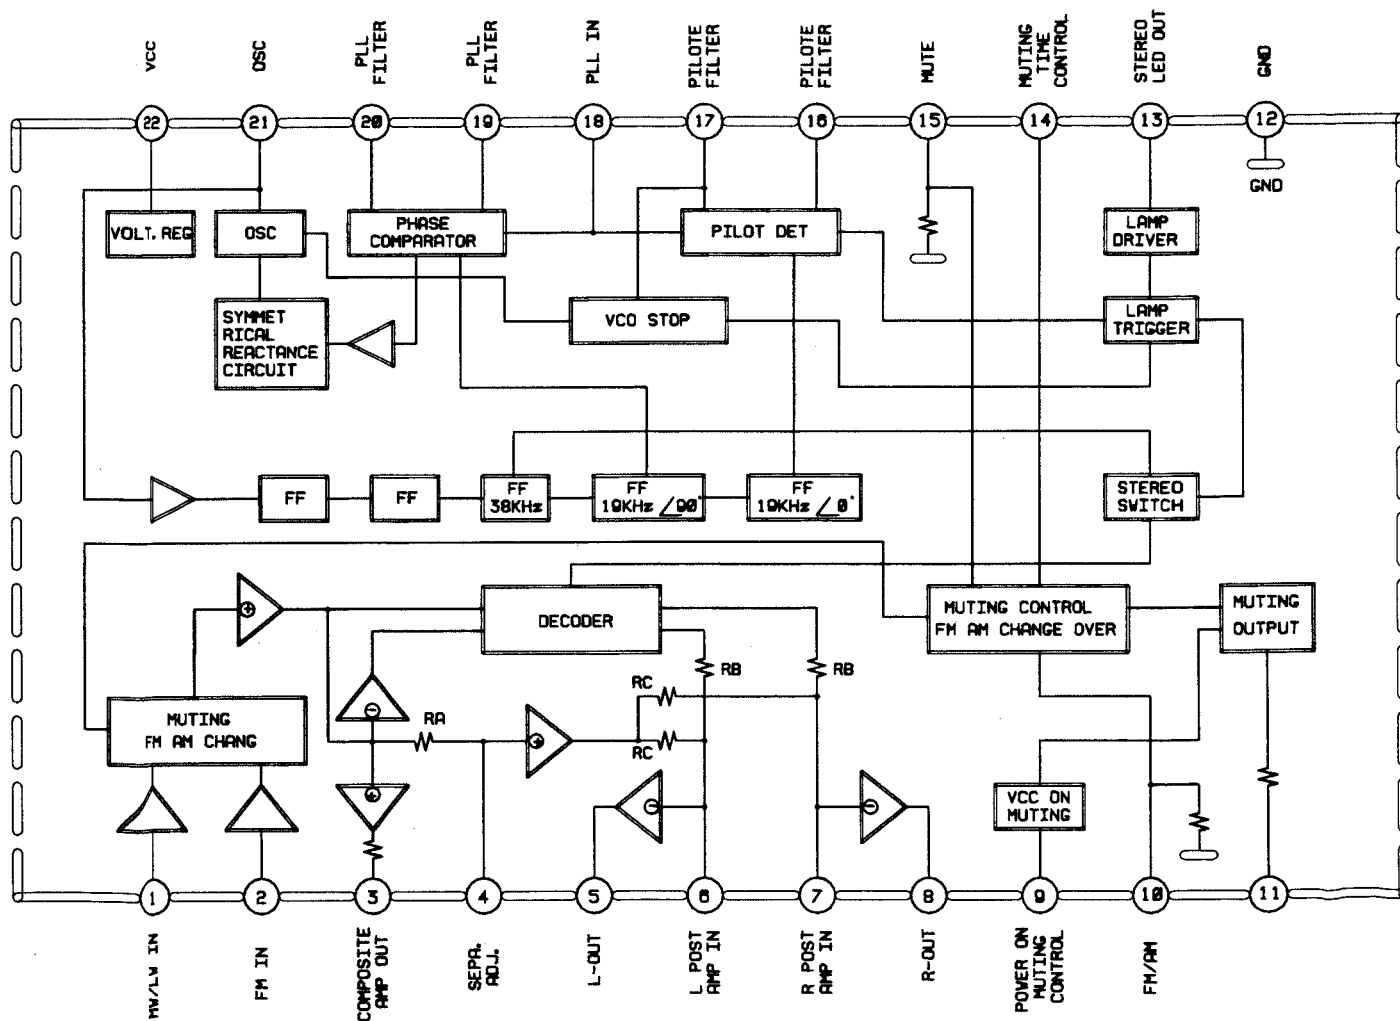 VCC
OSC
PLL
FILTER
PLL
FILTER
PLL IN
PILOTE
FILTER
PILOTE
FILTER
MUTE
MUTING
TIME
CONTROL
STEREO
LED OUT
GND
22
21
20
19
18
17
16
15
14
13
12
GND
VOLT. REG
OSC
PHASE
COMPARATOR
PILOT DET
LAMP
DRIVER
SYMMET
RICAL
REACTANCE
CIRCUIT
VCO STOP
LAMP
TRIGGER
FF
FF
FF
38KHz
FF
19KHz /90°
FF
19KHz /0°
STEREO
SWITCH
DECODER
MUTING CONTROL
FM AM CHANGE OVER
MUTING
OUTPUT
+
RB
RB
RC
RC
RA
MUTING
FM AM CHANG
-
+
+
-
-
VCC ON
MUTING
1
2
3
4
5
6
7
8
9
10
11
MW/LW IN
FM IN
COMPOSITE
AMP OUT
SEPA.
ADJ.
L-OUT
L POST
AMP IN
R POST
AMP IN
R-OUT
POWER ON
MUTING
CONTROL
FM/AM